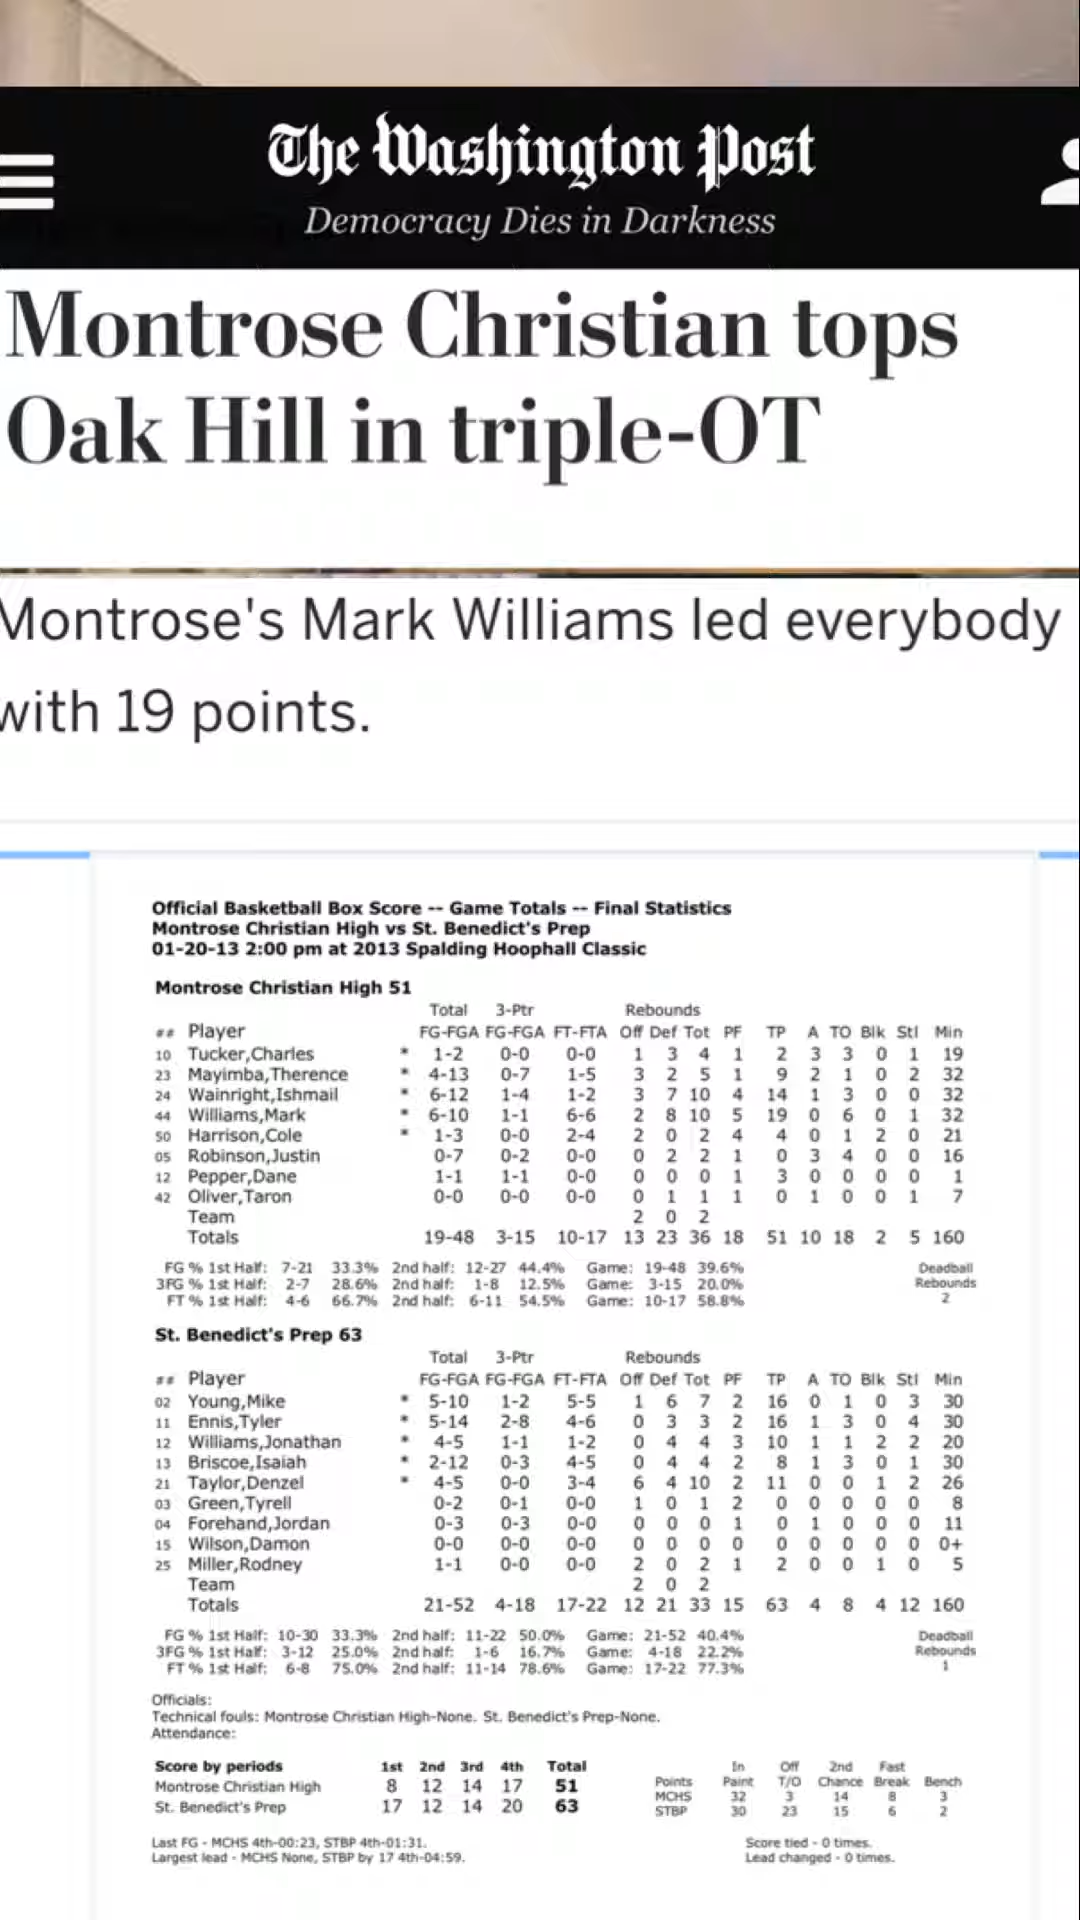 The Washington Post
Democracy Dies in Darkness
Montrose Christian tops
Oak Hill in triple-OT
Montrose's Mark Williams led everybody
with 19 points.
Official Basketball Box Score -- Game Totals -- Final Statistics
Montrose Christian High vs St. Benedict's Prep
01-20-13 2:00 pm at 2013 Spalding Hoophall Classic
Montrose Christian High 51
Total 3-Ptr Rebounds
## Player FG-FGA FG-FGA FT-FTA Off Def Tot PF TP A TO Blk Stl Min
10 Tucker,Charles * 1-2 0-0 0-0 1 3 4 1 2 3 3 0 1 19
23 Mayimba,Therence * 4-13 0-7 1-5 3 2 5 1 9 2 1 0 2 32
24 Wainright,Ishmail * 6-12 1-4 1-2 3 7 10 4 14 1 3 0 0 32
44 Williams,Mark * 6-10 1-1 6-6 2 8 10 5 19 0 6 0 1 32
50 Harrison,Cole * 1-3 0-0 2-4 2 0 2 4 4 0 1 2 0 21
05 Robinson,Justin 0-7 0-2 0-0 0 2 2 1 0 3 4 0 0 16
12 Pepper,Dane 1-1 1-1 0-0 0 0 0 1 3 0 0 0 0 1
42 Oliver,Taron 0-0 0-0 0-0 0 1 1 1 0 1 0 0 1 7
Team 2 0 2
Totals 19-48 3-15 10-17 13 23 36 18 51 10 18 2 5 160
FG % 1st Half: 7-21 33.3% 2nd half: 12-27 44.4% Game: 19-48 39.6% Deadball
3FG % 1st Half: 2-7 28.6% 2nd half: 1-8 12.5% Game: 3-15 20.0% Rebounds
FT % 1st Half: 4-6 66.7% 2nd half: 6-11 54.5% Game: 10-17 58.8% 2
St. Benedict's Prep 63
Total 3-Ptr Rebounds
## Player FG-FGA FG-FGA FT-FTA Off Def Tot PF TP A TO Blk Stl Min
02 Young,Mike * 5-10 1-2 5-5 1 6 7 2 16 0 1 0 3 30
11 Ennis,Tyler * 5-14 2-8 4-6 0 3 3 2 16 1 3 0 4 30
12 Williams,Jonathan * 4-5 1-1 1-2 0 4 4 3 10 1 1 2 2 20
13 Briscoe,Isaiah * 2-12 0-3 4-5 0 4 4 2 8 1 3 0 1 30
21 Taylor,Denzel * 4-5 0-0 3-4 6 4 10 2 11 0 0 1 2 26
03 Green,Tyrell 0-2 0-1 0-0 1 0 1 2 0 0 0 0 0 8
04 Forehand,Jordan 0-3 0-3 0-0 0 0 0 1 0 1 0 0 0 11
15 Wilson,Damon 0-0 0-0 0-0 0 0 0 0 0 0 0 0 0 0+
25 Miller,Rodney 1-1 0-0 0-0 2 0 2 1 2 0 0 1 0 5
Team 2 0 2
Totals 21-52 4-18 17-22 12 21 33 15 63 4 8 4 12 160
FG % 1st Half: 10-30 33.3% 2nd half: 11-22 50.0% Game: 21-52 40.4% Deadball
3FG % 1st Half: 3-12 25.0% 2nd half: 1-6 16.7% Game: 4-18 22.2% Rebounds
FT % 1st Half: 6-8 75.0% 2nd half: 11-14 78.6% Game: 17-22 77.3% 1
Officials:
Technical fouls: Montrose Christian High-None. St. Benedict's Prep-None.
Attendance:
Score by periods 1st 2nd 3rd 4th Total
Montrose Christian High 8 12 14 17 51
St. Benedict's Prep 17 12 14 20 63
In Off 2nd Fast
Points Paint T/O Chance Break Bench
MCHS 32 3 14 8 3
STBP 30 23 15 6 2
Last FG - MCHS 4th-00:23, STBP 4th-01:31.
Largest lead - MCHS None, STBP by 17 4th-04:59.
Score tied - 0 times.
Lead changed - 0 times.